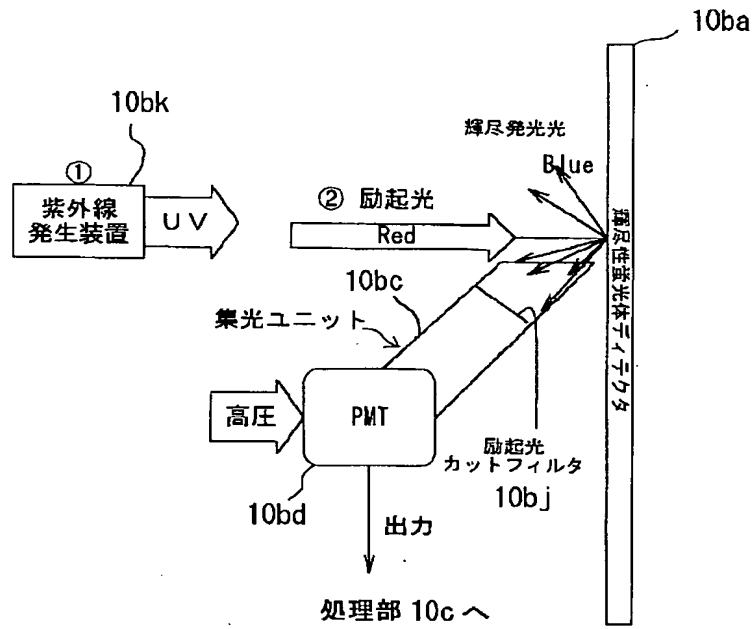 10ba
10bk
輝尽発光光
Blue
①
紫外線
発生装置
UV
② 励起光
Red
輝尽性蛍光体ディテクタ
10bc
集光ユニット
高圧
PMT
励起光
カットフィルタ
10bj
10bd
出力
処理部 10c へ